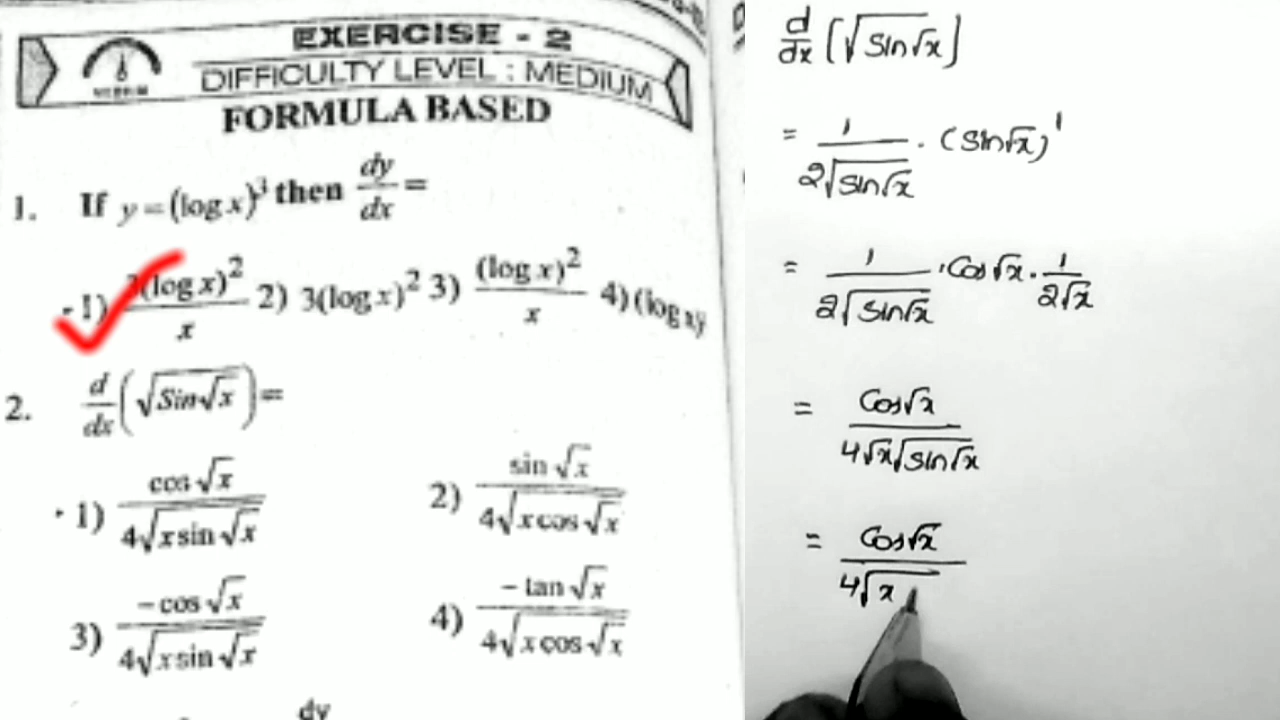 EXERCISE - 2
DIFFICULTY LEVEL : MEDIUM
FORMULA BASED
1. If y = (log x)³ then dy/dx =
1) 3(log x)²/x 2) 3(log x)² 3) (log x)²/x 4) (log x)
2. d/dx (√Sin√x) =
1) cos √x / 4√x sin √x 2) sin √x / 4√x cos √x
3) −cos √x / 4√x sin √x 4) −tan √x / 4√x cos √x
dy
d/dx (√Sin√x)
= 1/2√Sin√x · (Sin√x)'
= 1/2√Sin√x · Cos√x · 1/2√x
= Cos√x / 4√x√Sin√x
= Cos√x / 4√x